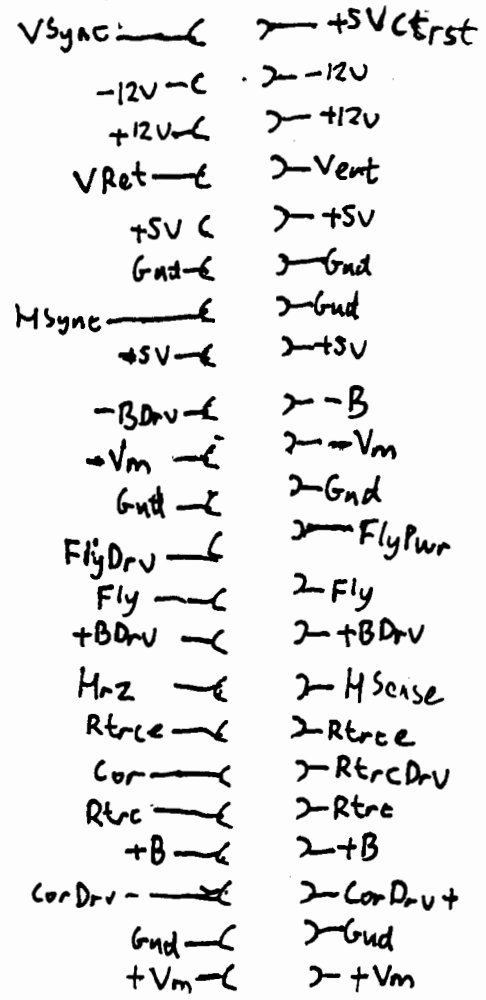 VSync +5VCtrst
-12V -12V
+12V +12V
VRet Vert
+5V +5V
Gnd Gnd
HSync Gnd
+5V +5V
-BDrv -B
-Vm -Vm
Gnd Gnd
FlyDrv FlyPwr
Fly Fly
+BDrv +BDrv
Hrz HSense
Rtrce Rtrce
Cor RtrcDrv
Rtrc Rtrc
+B +B
CorDrv- CorDrv+
Gnd Gnd
+Vm +Vm